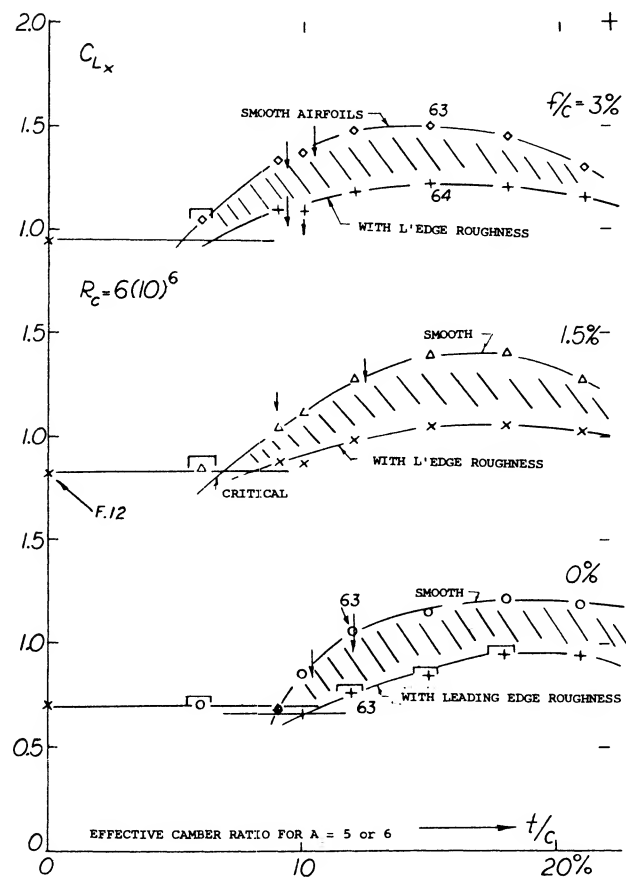 2.0
C_Lx
SMOOTH AIRFOILS
63
f/c = 3%
1.5
64
WITH L'EDGE ROUGHNESS
1.0
R_c = 6(10)^6
1.5
SMOOTH
1.5%
1.0
WITH L'EDGE ROUGHNESS
CRITICAL
F.12
1.5
0%
63
SMOOTH
1.0
63
WITH LEADING EDGE ROUGHNESS
0.5
EFFECTIVE CAMBER RATIO FOR A = 5 or 6
t/c
0
0
10
20%